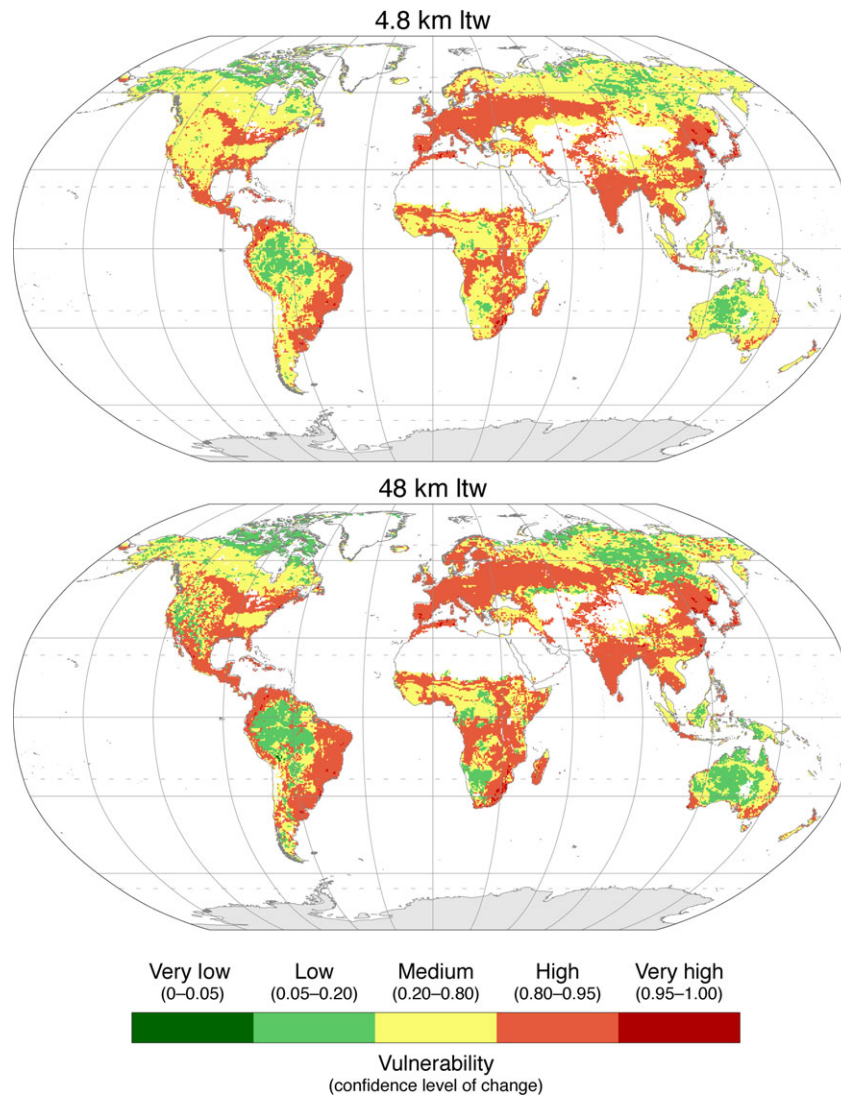 4.8 km ltw
48 km ltw
Very low Low Medium High Very high
(0–0.05) (0.05–0.20) (0.20–0.80) (0.80–0.95) (0.95–1.00)
Vulnerability
(confidence level of change)